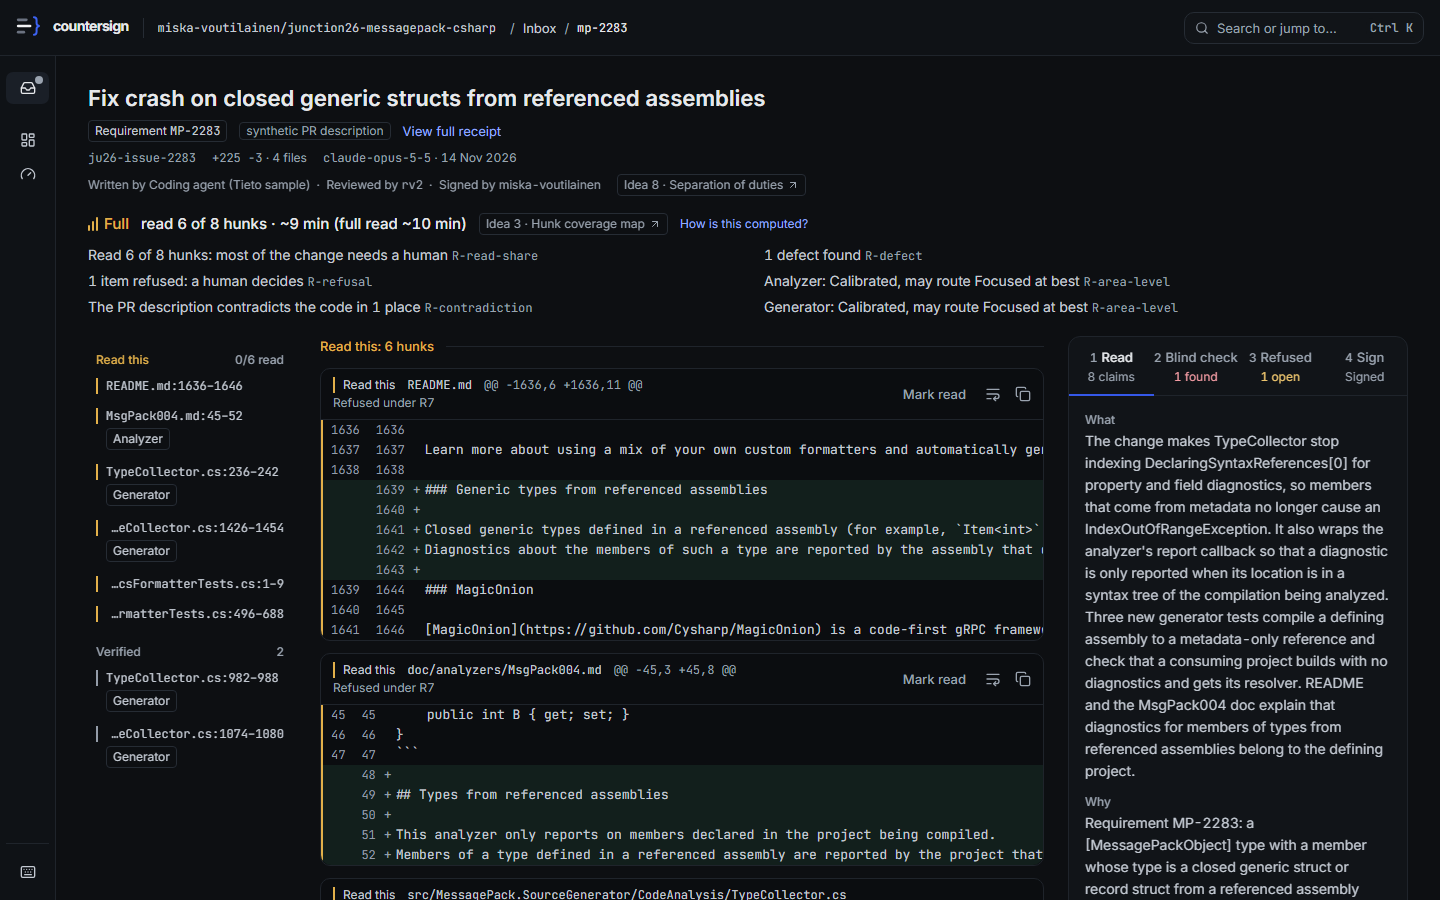 countersign
miska-voutilainen/junction26-messagepack-csharp / Inbox / mp-2283
Search or jump to... Ctrl K
Fix crash on closed generic structs from referenced assemblies
Requirement MP-2283 synthetic PR description View full receipt
ju26-issue-2283 +225 -3 · 4 files claude-opus-5-5 · 14 Nov 2026
Written by Coding agent (Tieto sample) · Reviewed by rv2 · Signed by miska-voutilainen Idea 8 · Separation of duties ↗
Full read 6 of 8 hunks · ~9 min (full read ~10 min) Idea 3 · Hunk coverage map ↗ How is this computed?
Read 6 of 8 hunks: most of the change needs a human R-read-share
1 defect found R-defect
1 item refused: a human decides R-refusal
Analyzer: Calibrated, may route Focused at best R-area-level
The PR description contradicts the code in 1 place R-contradiction
Generator: Calibrated, may route Focused at best R-area-level
Read this 0/6 read
README.md:1636–1646
MsgPack004.md:45–52
Analyzer
TypeCollector.cs:236–242
Generator
…eCollector.cs:1426–1454
Generator
…csFormatterTests.cs:1–9
…rmatterTests.cs:496–688
Verified 2
TypeCollector.cs:982–988
Generator
…eCollector.cs:1074–1080
Generator
Read this: 6 hunks
Read this README.md @@ -1636,6 +1636,11 @@
Refused under R7
Mark read
1636 1636
1637 1637 Learn more about using a mix of your own custom formatters and automatically ge
1638 1638
1639 + ### Generic types from referenced assemblies
1640 +
1641 + Closed generic types defined in a referenced assembly (for example, `Item<int>`
1642 + Diagnostics about the members of such a type are reported by the assembly that
1643 +
1639 1644 ### MagicOnion
1640 1645
1641 1646 [MagicOnion](https://github.com/Cysharp/MagicOnion) is a code-first gRPC framew
Read this doc/analyzers/MsgPack004.md @@ -45,3 +45,8 @@
Refused under R7
Mark read
45 45 public int B { get; set; }
46 46 }
47 47 ```
48 +
49 + ## Types from referenced assemblies
50 +
51 + This analyzer only reports on members declared in the project being compiled.
52 + Members of a type defined in a referenced assembly are reported by the project that
Read this src/MessagePack.SourceGenerator/CodeAnalysis/TypeCollector.cs
1 Read 2 Blind check 3 Refused 4 Sign
8 claims 1 found 1 open Signed
What
The change makes TypeCollector stop
indexing DeclaringSyntaxReferences[0] for
property and field diagnostics, so members
that come from metadata no longer cause an
IndexOutOfRangeException. It also wraps the
analyzer's report callback so that a diagnostic
is only reported when its location is in a
syntax tree of the compilation being analyzed.
Three new generator tests compile a defining
assembly to a metadata-only reference and
check that a consuming project builds with no
diagnostics and gets its resolver. README
and the MsgPack004 doc explain that
diagnostics for members of types from
referenced assemblies belong to the defining
project.
Why
Requirement MP-2283: a
[MessagePackObject] type with a member
whose type is a closed generic struct or
record struct from a referenced assembly